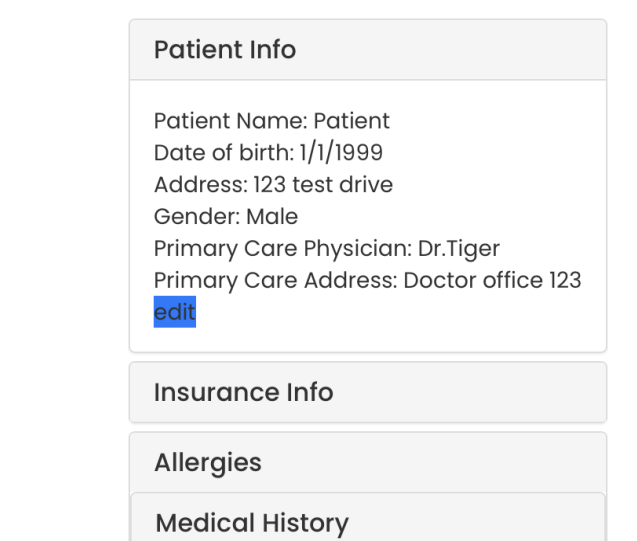 Patient Info
Patient Name: Patient
Date of birth: 1/1/1999
Address: 123 test drive
Gender: Male
Primary Care Physician: Dr.Tiger
Primary Care Address: Doctor office 123
edit
Insurance Info
Allergies
Medical History